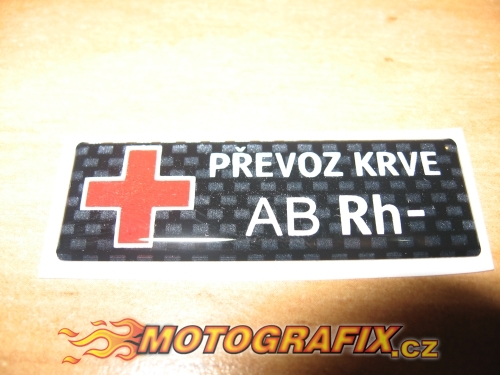 PŘEVOZ KRVE
AB Rh-
MOTOGRAFIX.cz